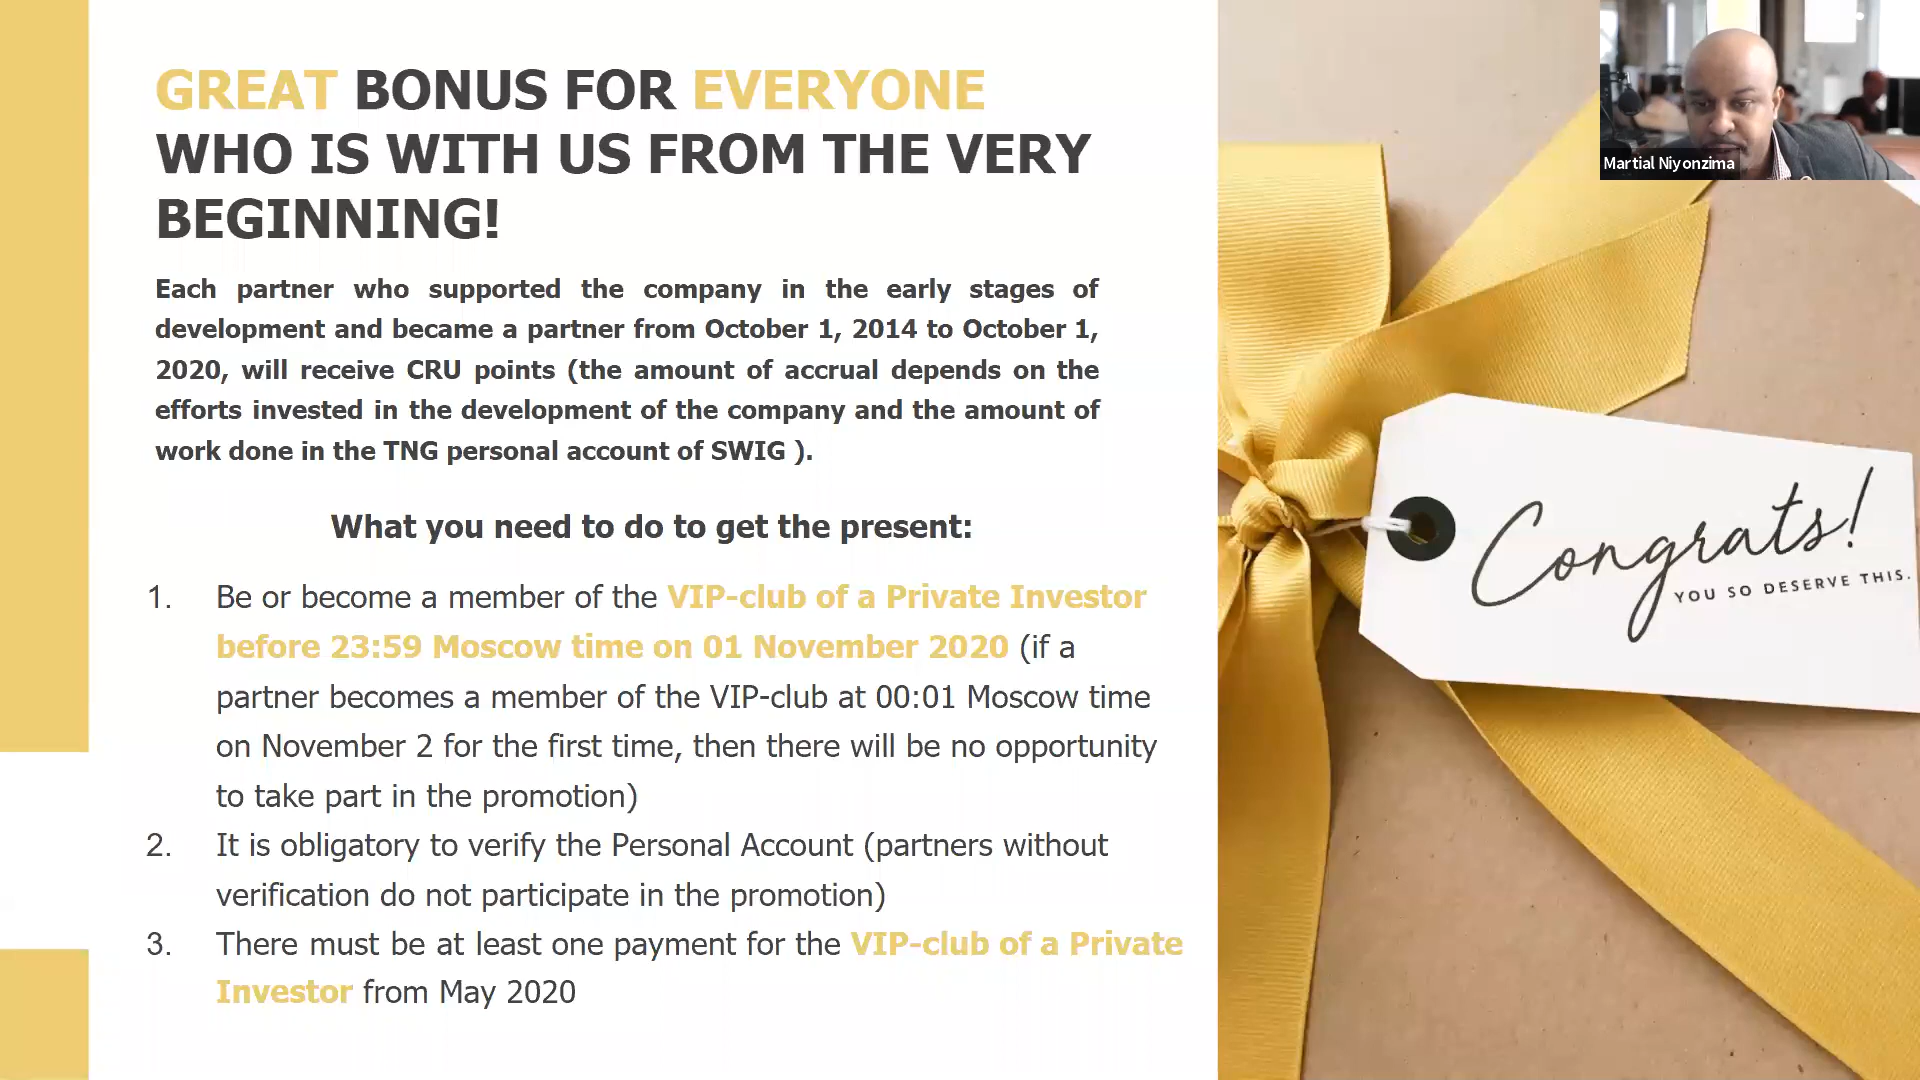 GREAT BONUS FOR EVERYONE
WHO IS WITH US FROM THE VERY
BEGINNING!
Each partner who supported the company in the early stages of
development and became a partner from October 1, 2014 to October 1,
2020, will receive CRU points (the amount of accrual depends on the
efforts invested in the development of the company and the amount of
work done in the TNG personal account of SWIG ).
What you need to do to get the present:
1. Be or become a member of the VIP-club of a Private Investor
before 23:59 Moscow time on 01 November 2020 (if a
partner becomes a member of the VIP-club at 00:01 Moscow time
on November 2 for the first time, then there will be no opportunity
to take part in the promotion)
2. It is obligatory to verify the Personal Account (partners without
verification do not participate in the promotion)
3. There must be at least one payment for the VIP-club of a Private
Investor from May 2020
Martial Niyonzima
Congrats!
YOU SO DESERVE THIS.